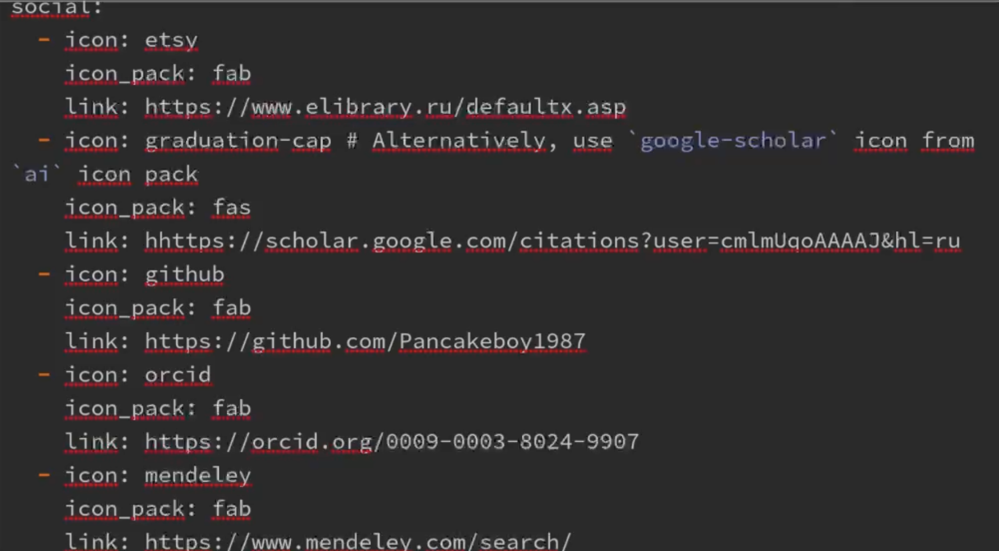 social:
- icon: etsy
icon_pack: fab
link: https://www.elibrary.ru/defaultx.asp
- icon: graduation-cap # Alternatively, use `google-scholar` icon from
`ai` icon pack
icon_pack: fas
link: hhttps://scholar.google.com/citations?user=cmlmUqoAAAAJ&hl=ru
- icon: github
icon_pack: fab
link: https://github.com/Pancakeboy1987
- icon: orcid
icon_pack: fab
link: https://orcid.org/0009-0003-8024-9907
- icon: mendeley
icon_pack: fab
link: https://www.mendeley.com/search/